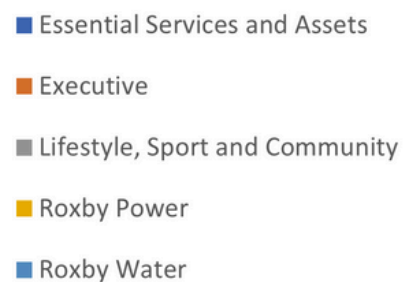 Essential Services and Assets
Executive
Lifestyle, Sport and Community
Roxby Power
Roxby Water